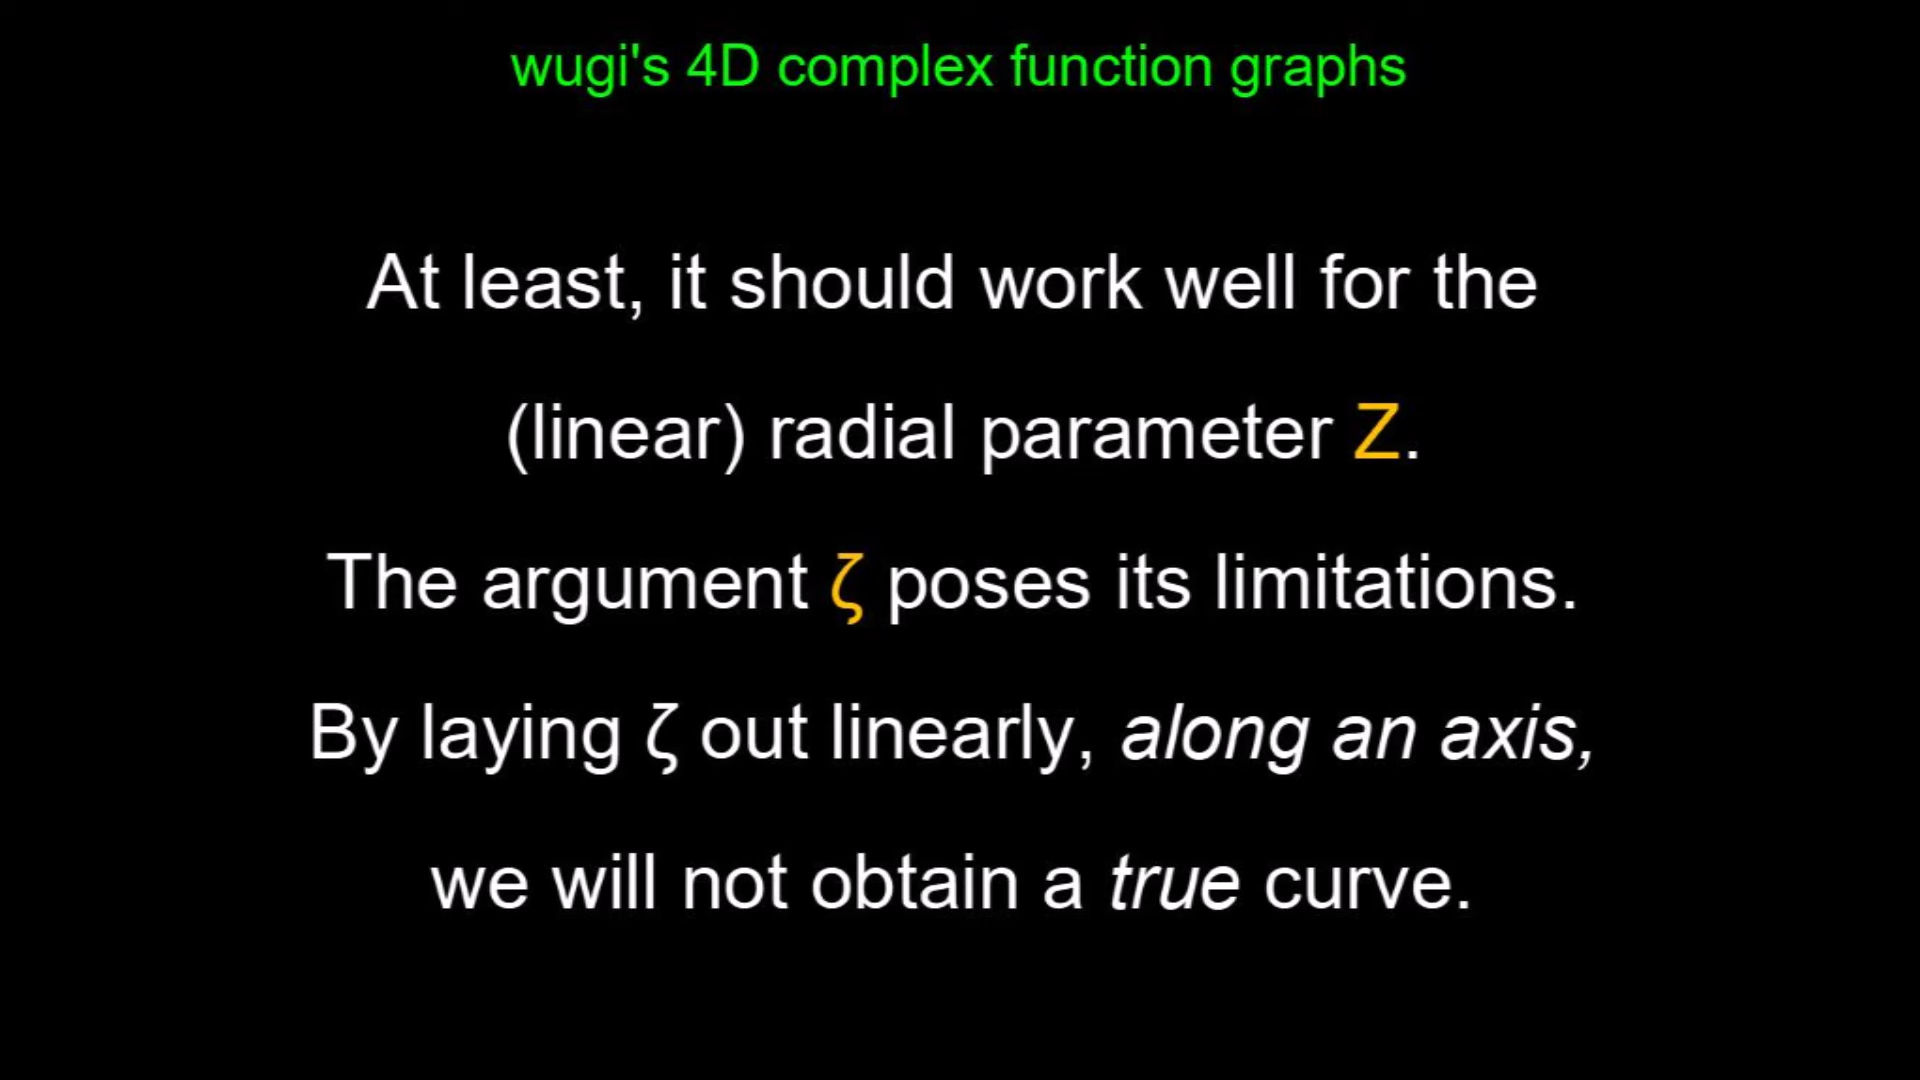 wugi's 4D complex function graphs
At least, it should work well for the
(linear) radial parameter Z.
The argument ζ poses its limitations.
By laying ζ out linearly, along an axis,
we will not obtain a true curve.